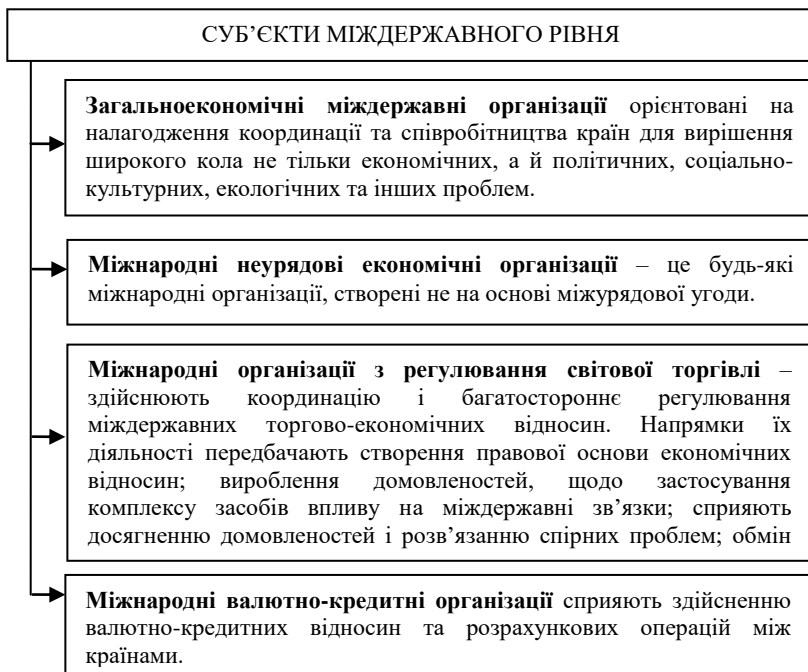 СУБ’ЄКТИ МІЖДЕРЖАВНОГО РІВНЯ
Загальноекономічні міждержавні організації орієнтовані на
налагодження координації та співробітництва країн для вирішення
широкого кола не тільки економічних, а й політичних, соціально-
культурних, екологічних та інших проблем.
Міжнародні неурядові економічні організації – це будь-які
міжнародні організації, створені не на основі міжурядової угоди.
Міжнародні організації з регулювання світової торгівлі –
здійснюють координацію і багатостороннє регулювання
міждержавних торгово-економічних відносин. Напрямки їх
діяльності передбачають створення правової основи економічних
відносин; вироблення домовленостей, щодо застосування
комплексу засобів впливу на міждержавні зв’язки; сприяють
досягненню домовленостей і розв’язанню спірних проблем; обмін
Міжнародні валютно-кредитні організації сприяють здійсненню
валютно-кредитних відносин та розрахункових операцій між
країнами.